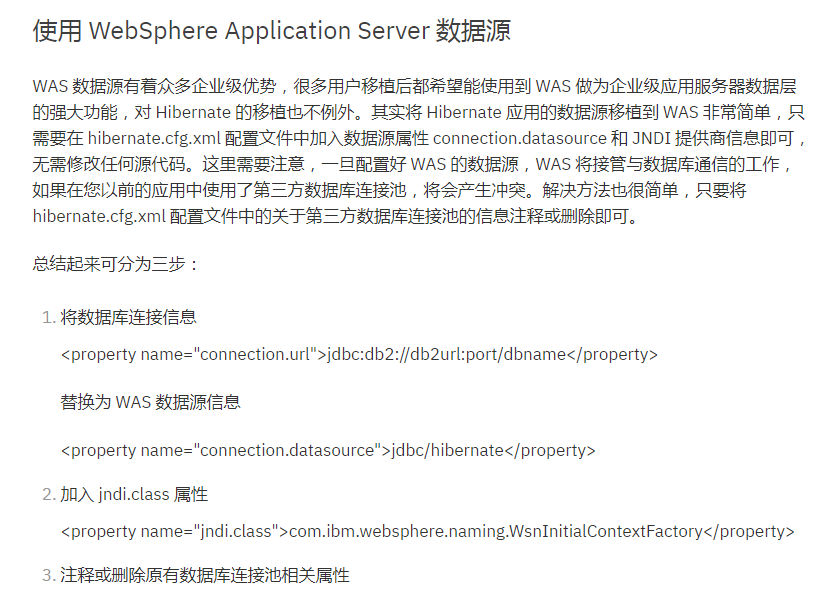 使用 WebSphere Application Server 数据源
WAS 数据源有着众多企业级优势，很多用户移植后都希望能使用到 WAS 做为企业级应用服务器数据层
的强大功能，对 Hibernate 的移植也不例外。其实将 Hibernate 应用的数据源移植到 WAS 非常简单，只
需要在 hibernate.cfg.xml 配置文件中加入数据源属性 connection.datasource 和 JNDI 提供商信息即可，
无需修改任何源代码。这里需要注意，一旦配置好 WAS 的数据源，WAS 将接管与数据库通信的工作，
如果在您以前的应用中使用了第三方数据库连接池，将会产生冲突。解决方法也很简单，只要将
hibernate.cfg.xml 配置文件中的关于第三方数据库连接池的信息注释或删除即可。
总结起来可分为三步：
1. 将数据库连接信息
<property name="connection.url">jdbc:db2://db2url:port/dbname</property>
替换为 WAS 数据源信息
<property name="connection.datasource">jdbc/hibernate</property>
2. 加入 jndi.class 属性
<property name="jndi.class">com.ibm.websphere.naming.WsnInitialContextFactory</property>
3. 注释或删除原有数据库连接池相关属性